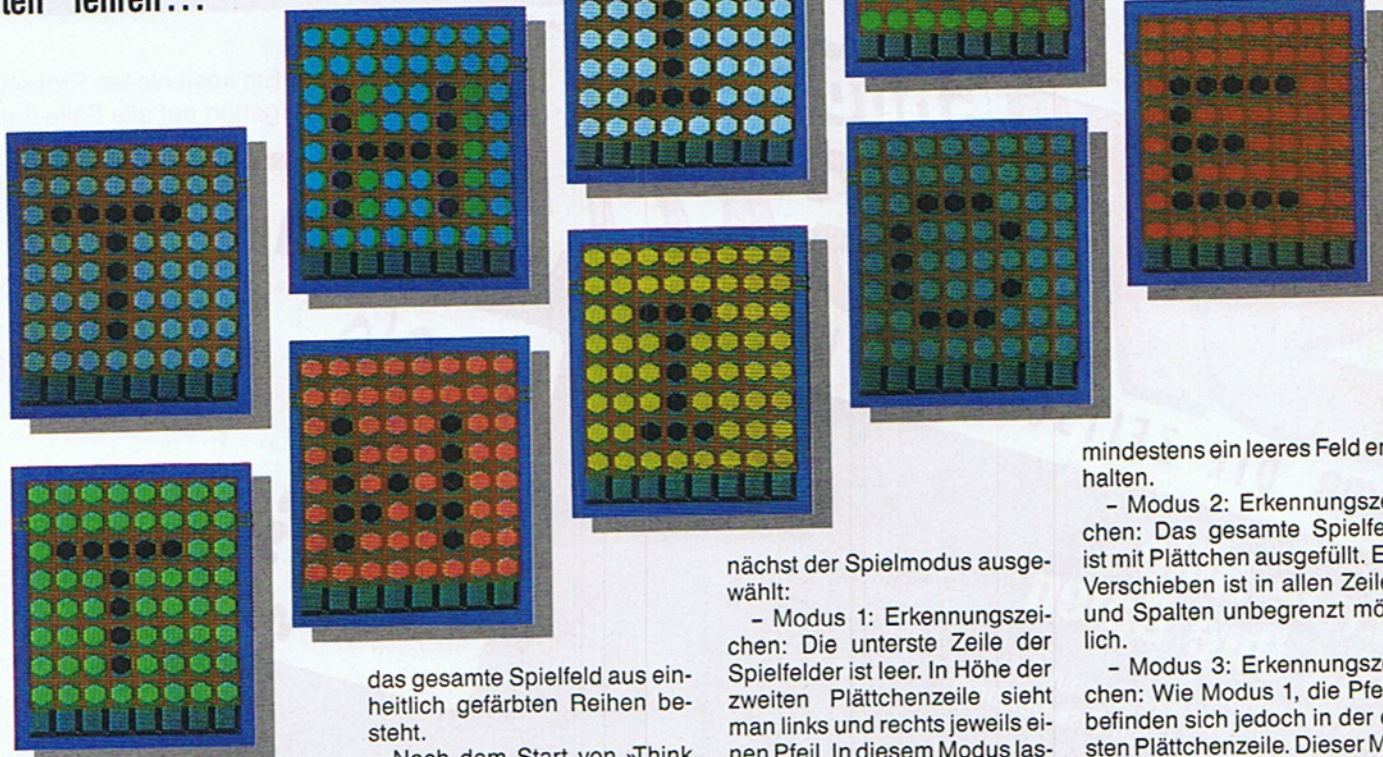 lehren...
das gesamte Spielfeld aus ein-
heitlich gefärbten Reihen be-
steht.
Nach dem Start von »Think
nächst der Spielmodus ausge-
wählt:
– Modus 1: Erkennungszei-
chen: Die unterste Zeile der
Spielfelder ist leer. In Höhe der
zweiten Plättchenzeile sieht
man links und rechts jeweils ei-
nen Pfeil. In diesem Modus las-
mindestens ein leeres Feld en
halten.
– Modus 2: Erkennungsze
chen: Das gesamte Spielfe
ist mit Plättchen ausgefüllt. E
Verschieben ist in allen Zeile
und Spalten unbegrenzt mö
lich.
– Modus 3: Erkennungsze
chen: Wie Modus 1, die Pfe
befinden sich jedoch in der
sten Plättchenzeile. Dieser M